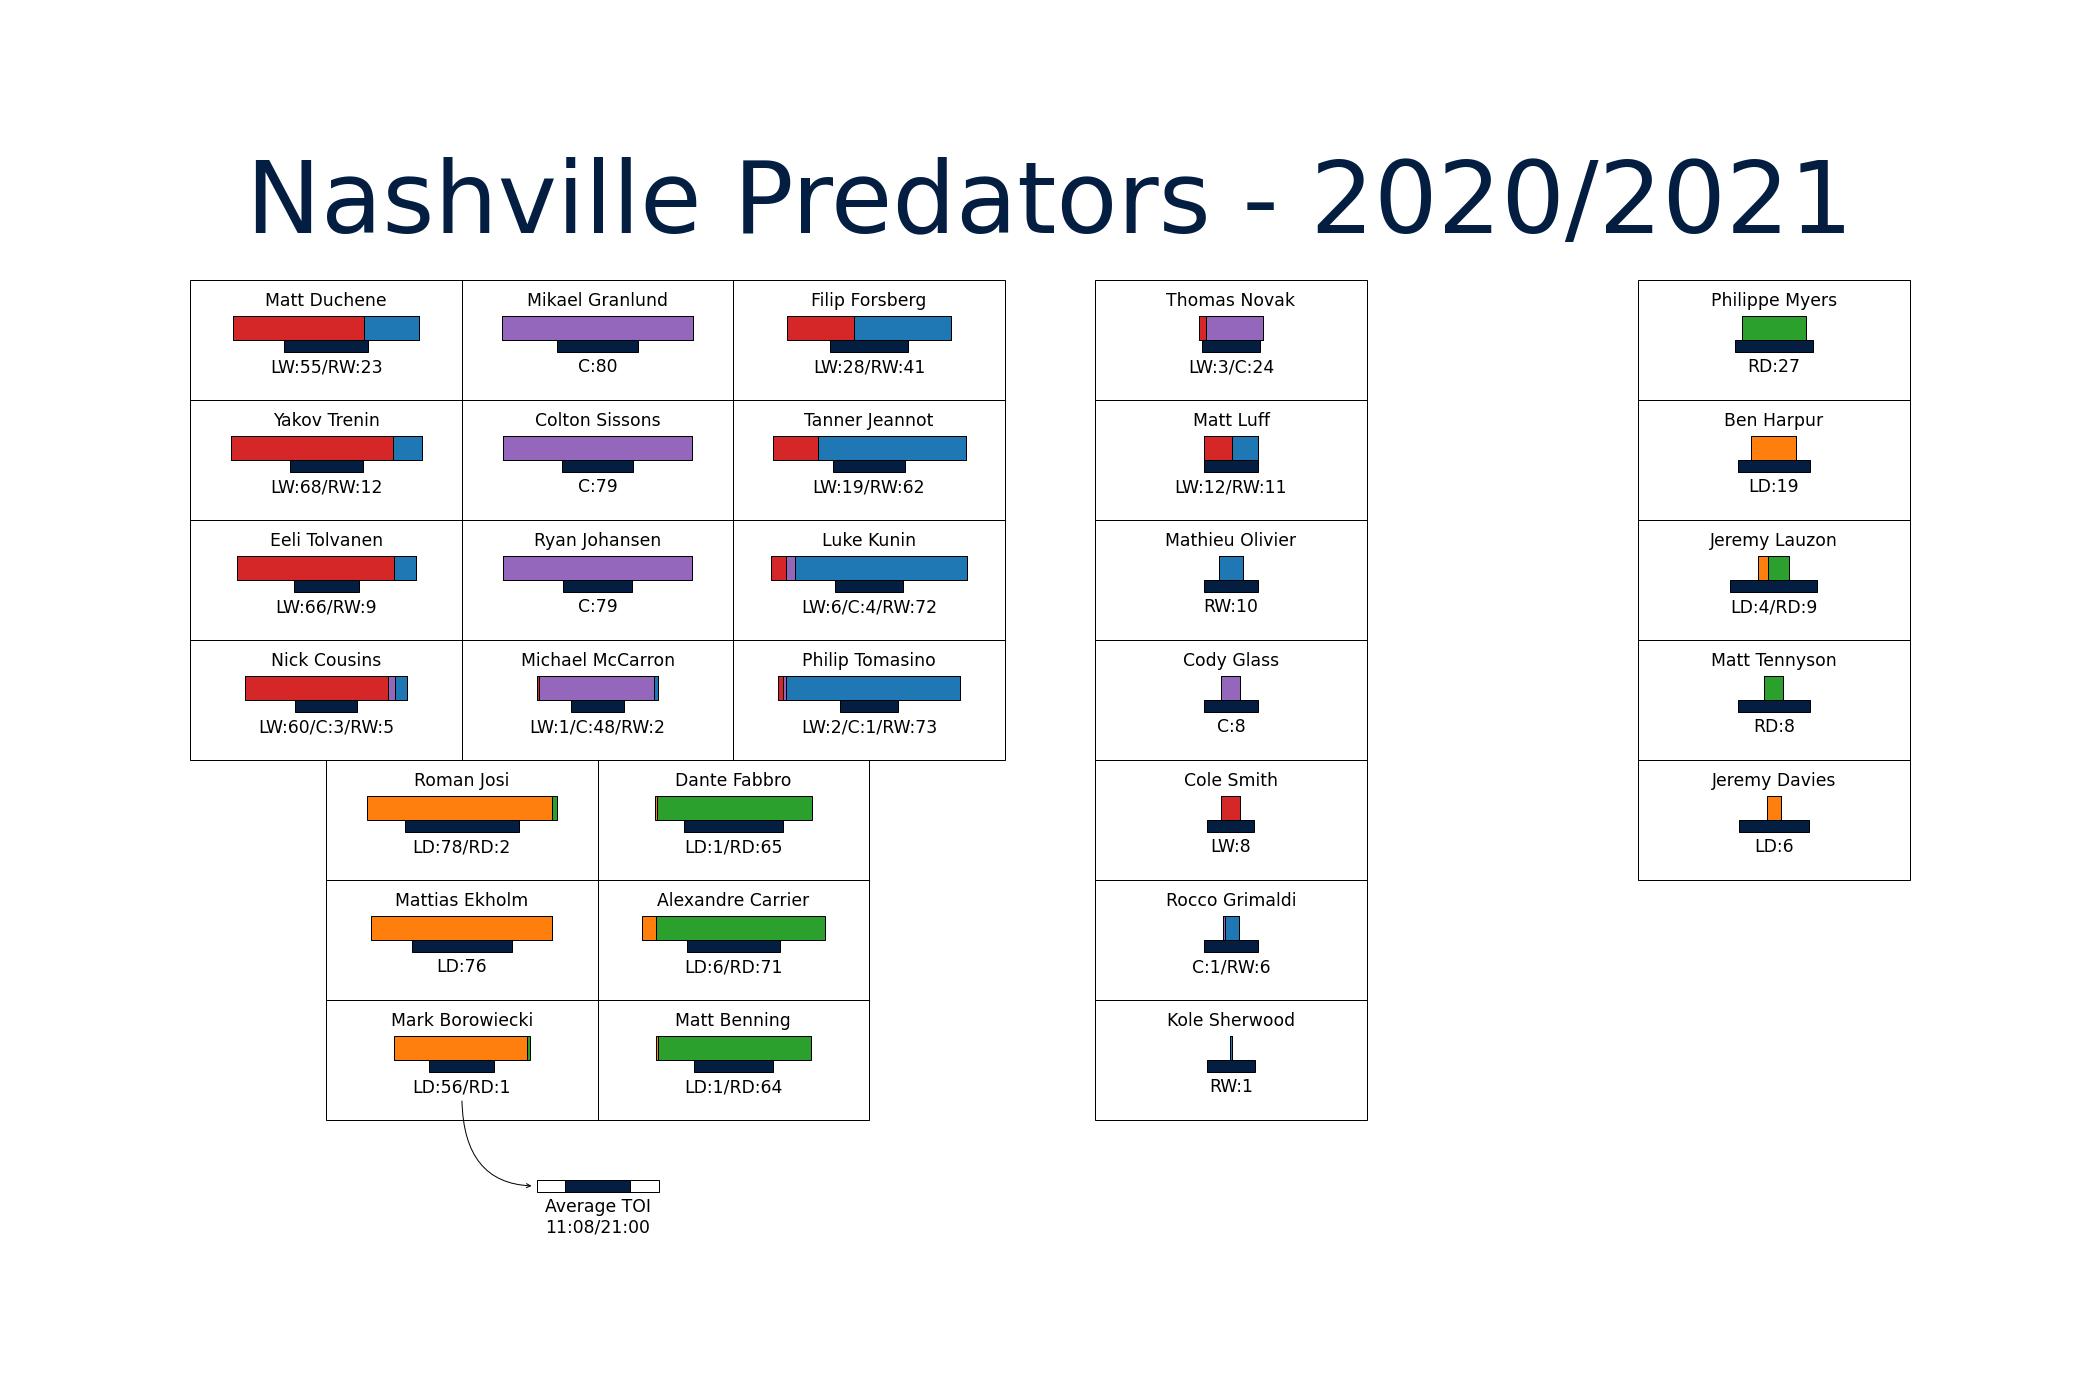 Nashville Predators - 2020/2021
Matt Duchene
LW:55/RW:23
Mikael Granlund
C:80
Filip Forsberg
LW:28/RW:41
Yakov Trenin
LW:68/RW:12
Colton Sissons
C:79
Tanner Jeannot
LW:19/RW:62
Eeli Tolvanen
LW:66/RW:9
Ryan Johansen
C:79
Luke Kunin
LW:6/C:4/RW:72
Nick Cousins
LW:60/C:3/RW:5
Michael McCarron
LW:1/C:48/RW:2
Philip Tomasino
LW:2/C:1/RW:73
Roman Josi
LD:78/RD:2
Dante Fabbro
LD:1/RD:65
Mattias Ekholm
LD:76
Alexandre Carrier
LD:6/RD:71
Mark Borowiecki
LD:56/RD:1
Matt Benning
LD:1/RD:64
Average TOI
11:08/21:00
Thomas Novak
LW:3/C:24
Matt Luff
LW:12/RW:11
Mathieu Olivier
RW:10
Cody Glass
C:8
Cole Smith
LW:8
Rocco Grimaldi
C:1/RW:6
Kole Sherwood
RW:1
Philippe Myers
RD:27
Ben Harpur
LD:19
Jeremy Lauzon
LD:4/RD:9
Matt Tennyson
RD:8
Jeremy Davies
LD:6